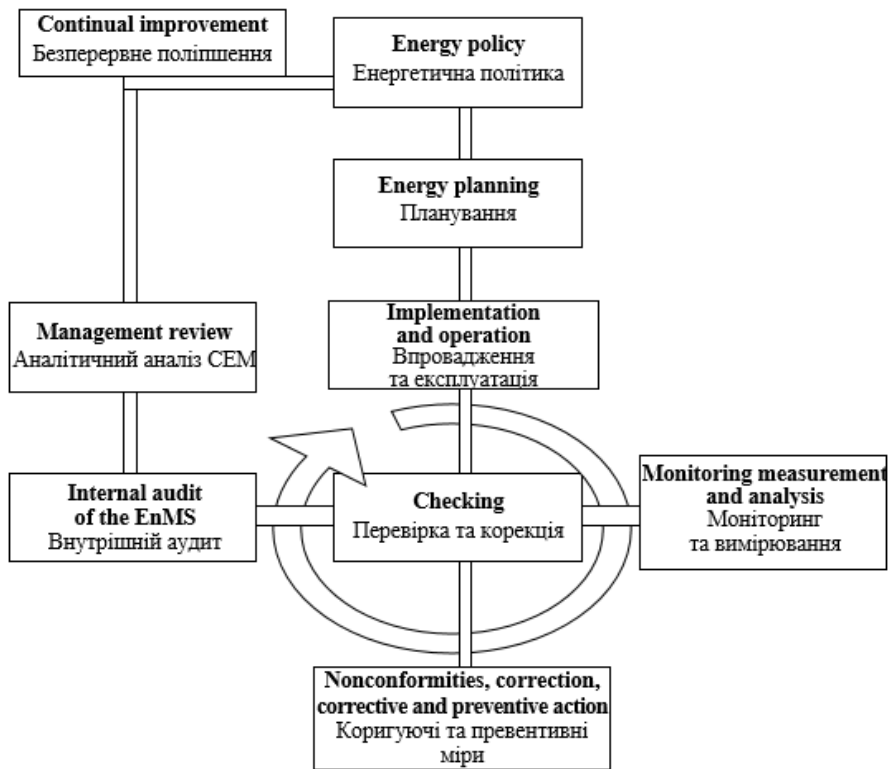 Continual improvement
Безперервне поліпшення
Energy policy
Енергетична політика
Energy planning
Планування
Implementation
and operation
Впровадження
та експлуатація
Management review
Аналітичний аналіз СЕМ
Internal audit
of the EnMS
Внутрішній аудит
Checking
Перевірка та корекція
Monitoring measurement
and analysis
Моніторинг
та вимірювання
Nonconformities, correction,
corrective and preventive action
Коригуючі та превентивні
міри